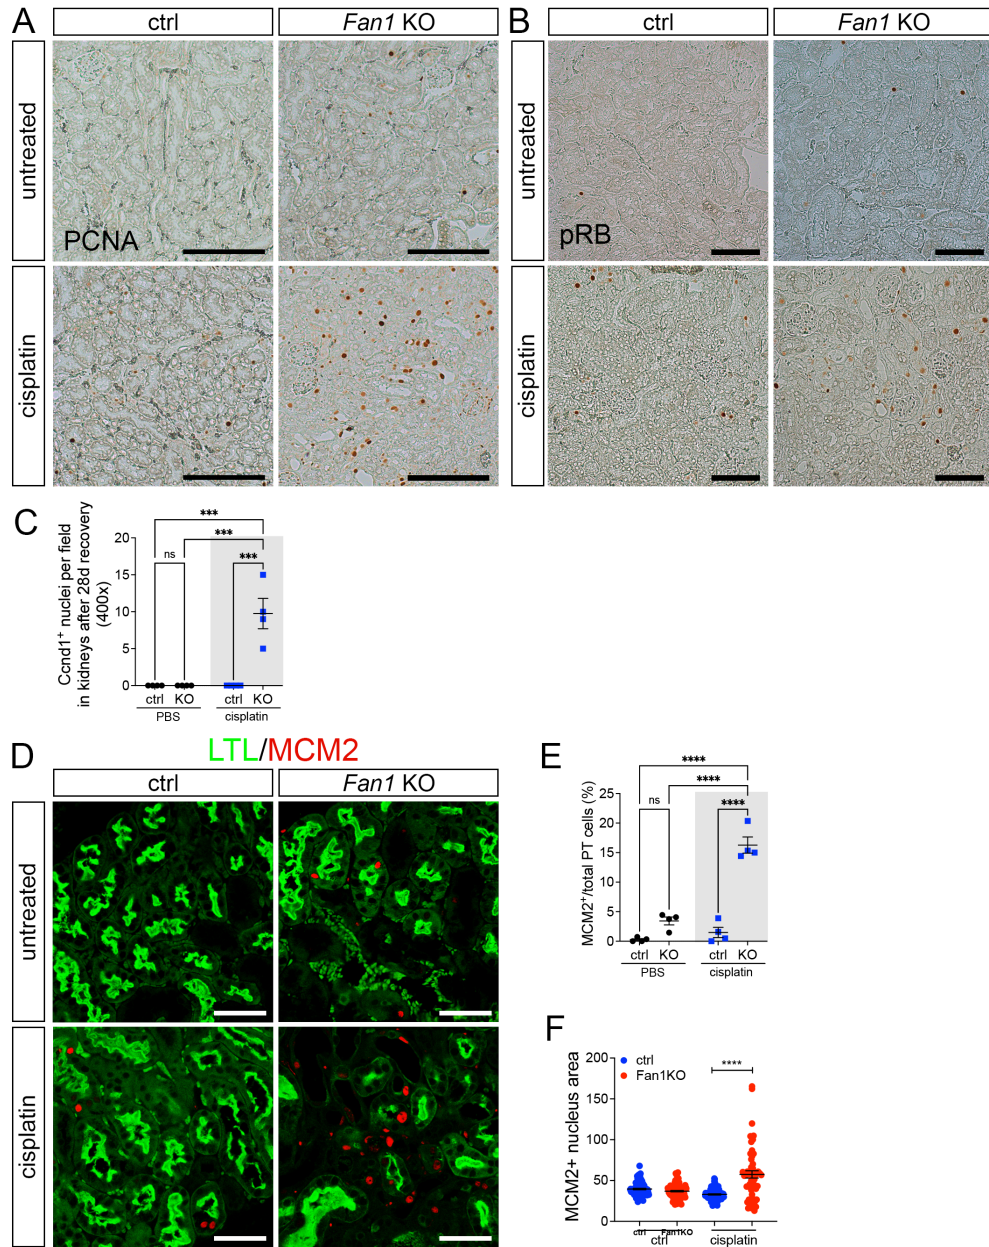 A
ctrl
Fan1 KO
B
ctrl
Fan1 KO
untreated
PCNA
untreated
pRB
cisplatin
cisplatin
C
Ccnd1+ nuclei per field
in kidneys after 28d recovery
(400x)
***
***
ns
***
20
15
10
5
0
ctrl
KO
ctrl
KO
PBS
cisplatin
D
LTL/MCM2
ctrl
Fan1 KO
untreated
cisplatin
E
MCM2+/total PT cells (%)
****
****
ns
****
25
20
15
10
5
0
ctrl
KO
ctrl
KO
PBS
cisplatin
F
MCM2+ nucleus area
200
150
100
50
0
ctrl
Fan1KO
****
ctrl
Fan1KO
ctrl
cisplatin